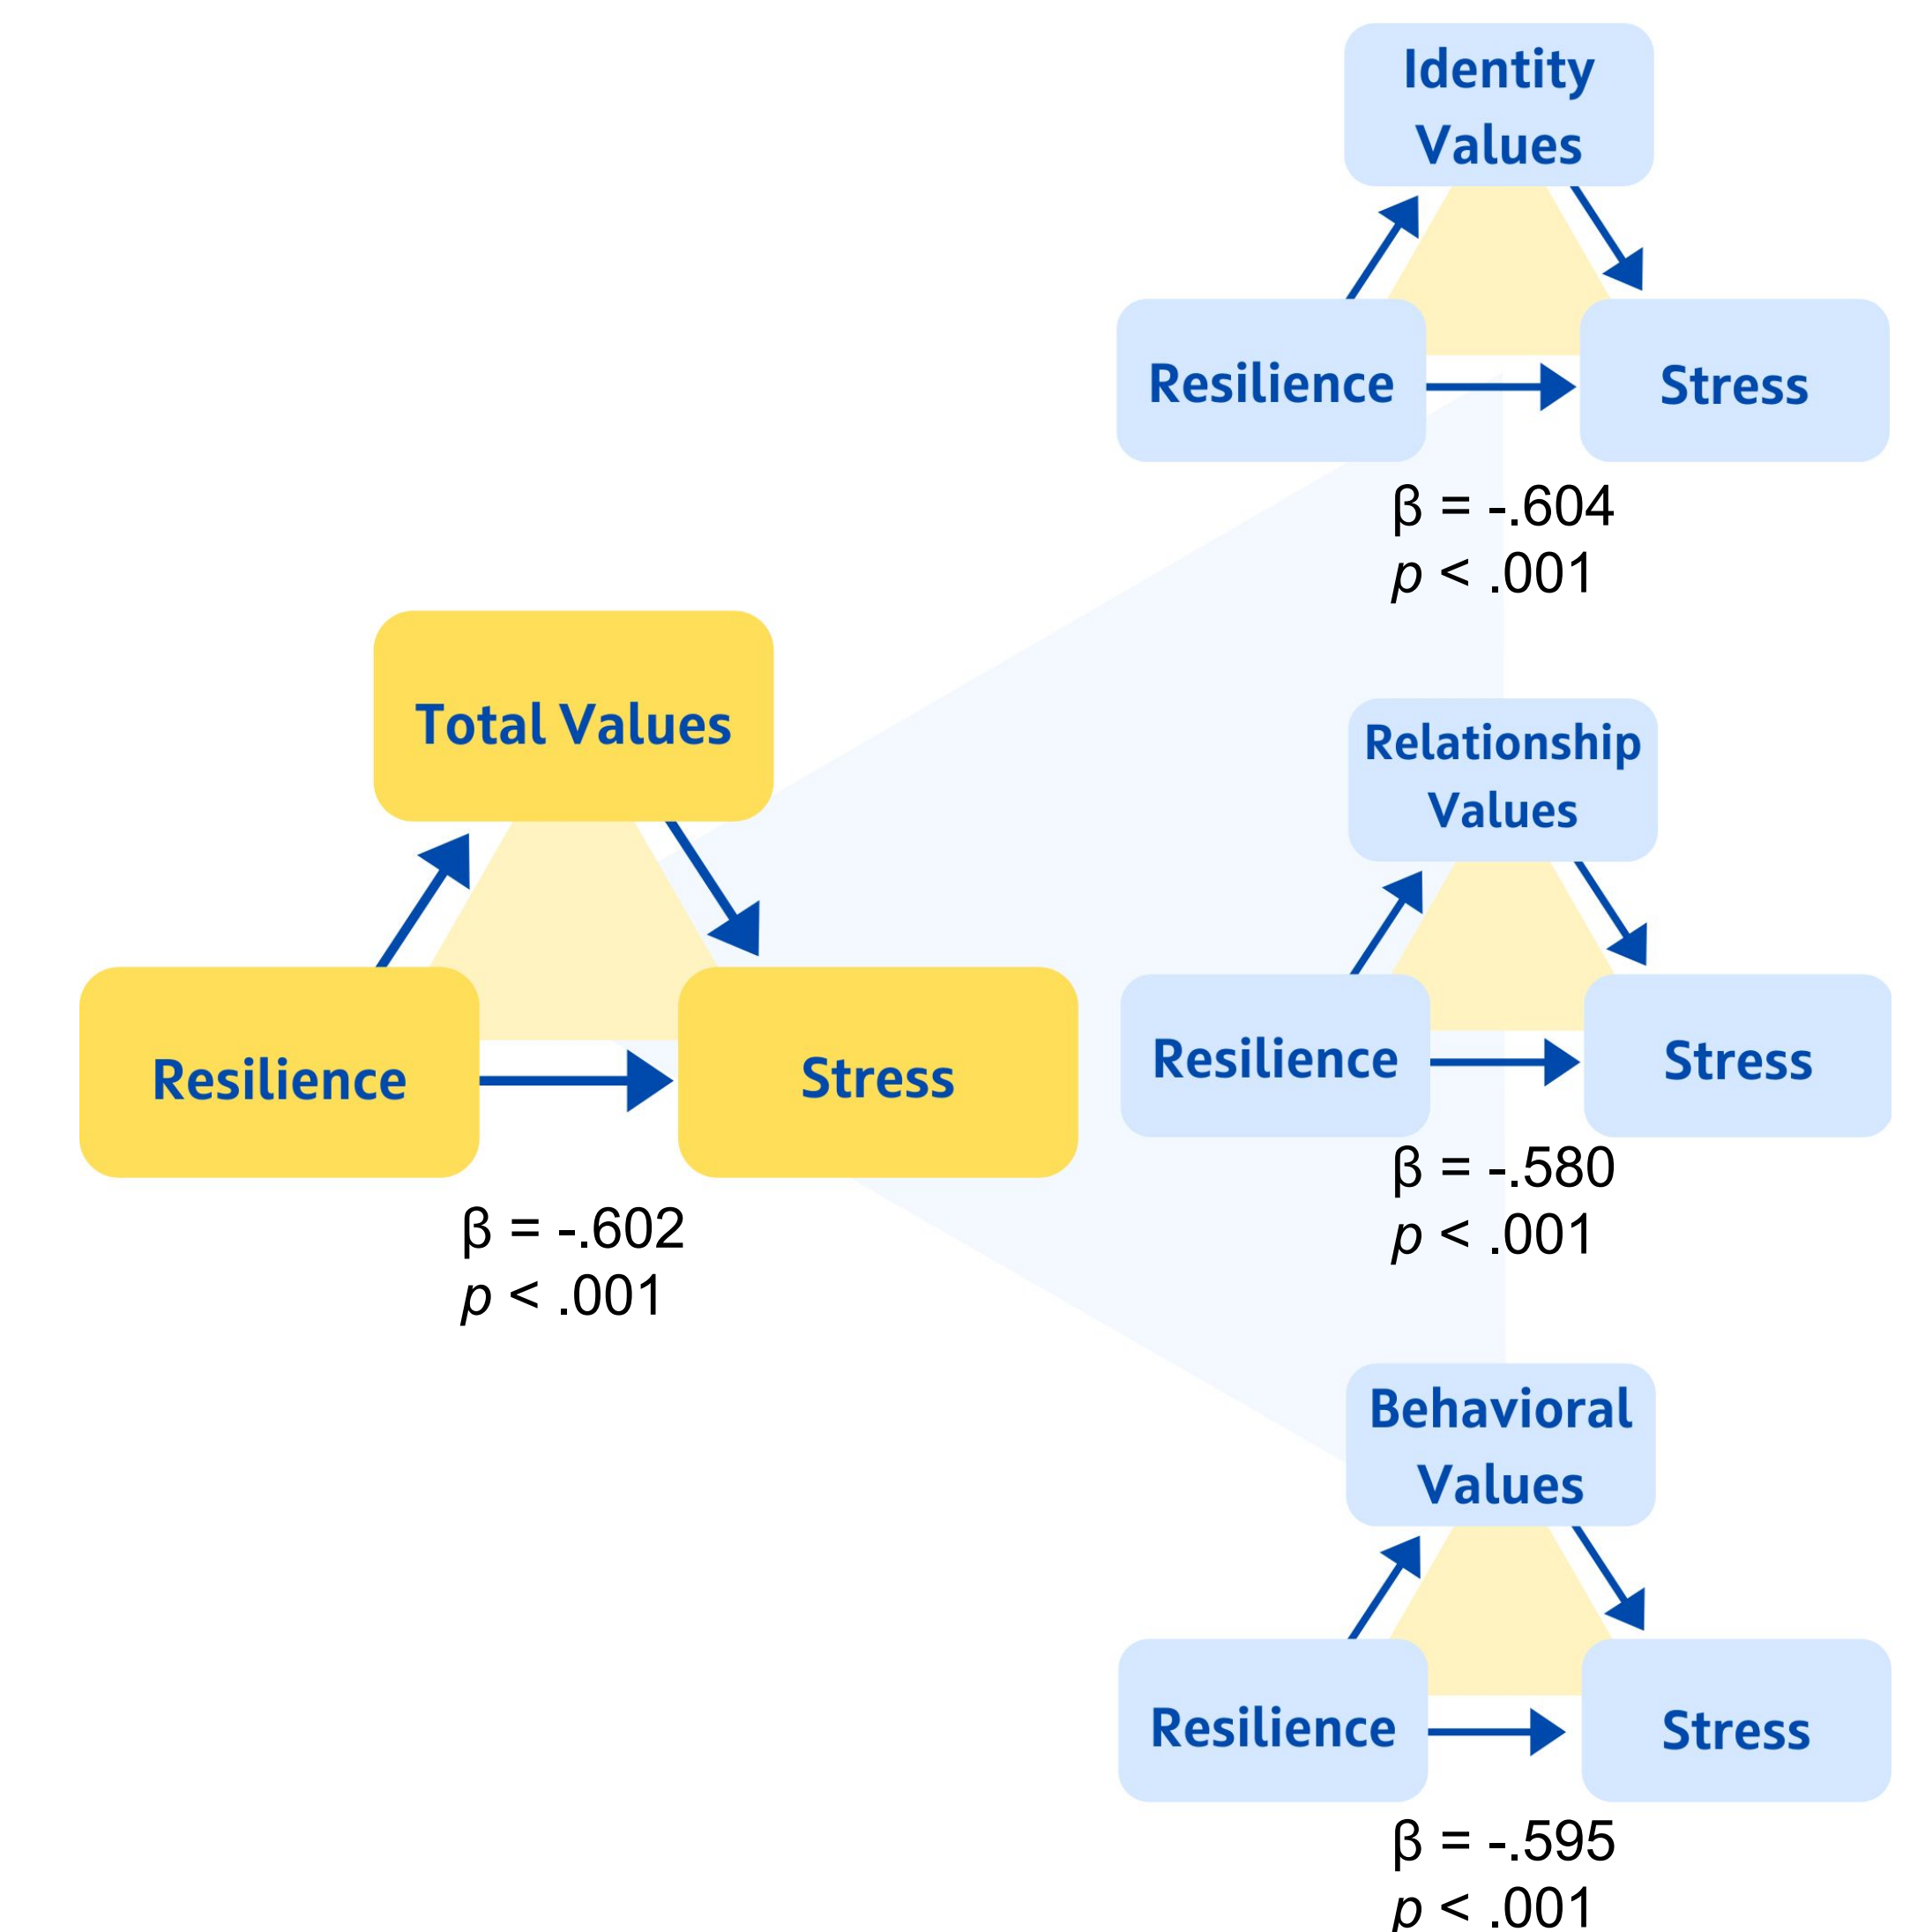 Total Values
Resilience
Stress
β = -.602
p < .001
Identity
Values
Resilience
Stress
β = -.604
p < .001
Relationship
Values
Resilience
Stress
β = -.580
p < .001
Behavioral
Values
Resilience
Stress
β = -.595
p < .001